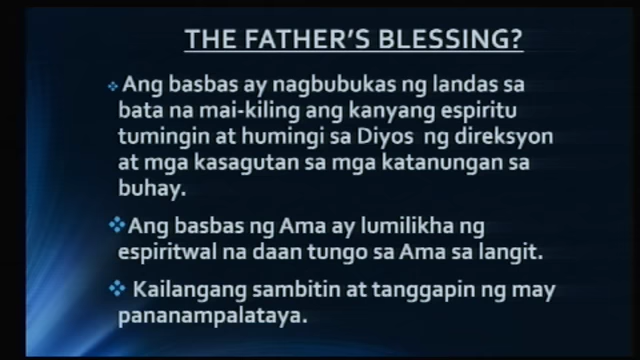 THE FATHER'S BLESSING?
Ang basbas ay nagbubukas ng landas sa
bata na mai-kiling ang kanyang espiritu
tumingin at humingi sa Diyos ng direksyon
at mga kasagutan sa mga katanungan sa
buhay.
Ang basbas ng Ama ay lumilikha ng
espiritwal na daan tungo sa Ama sa langit.
Kailangang sambitin at tanggapin ng may
pananampalataya.